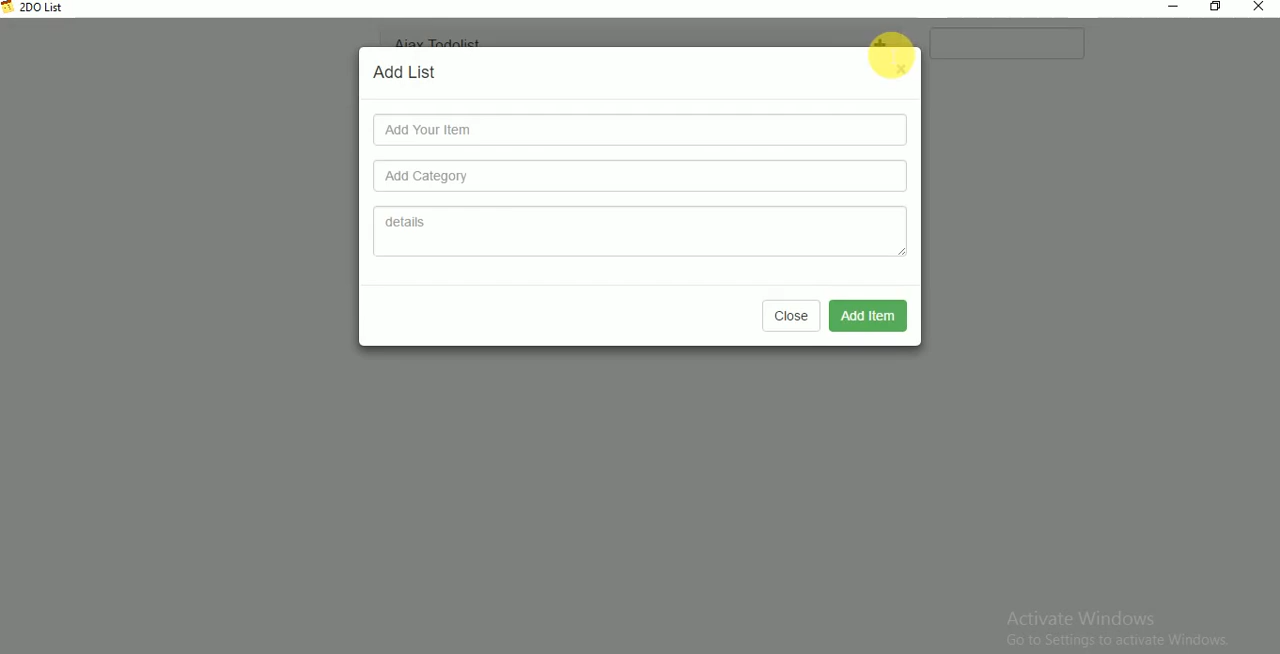 2DO List
Ajax Todolist
Add List
Add Your Item
Add Category
details
Close
Add Item
Activate Windows
Go to Settings to activate Windows.